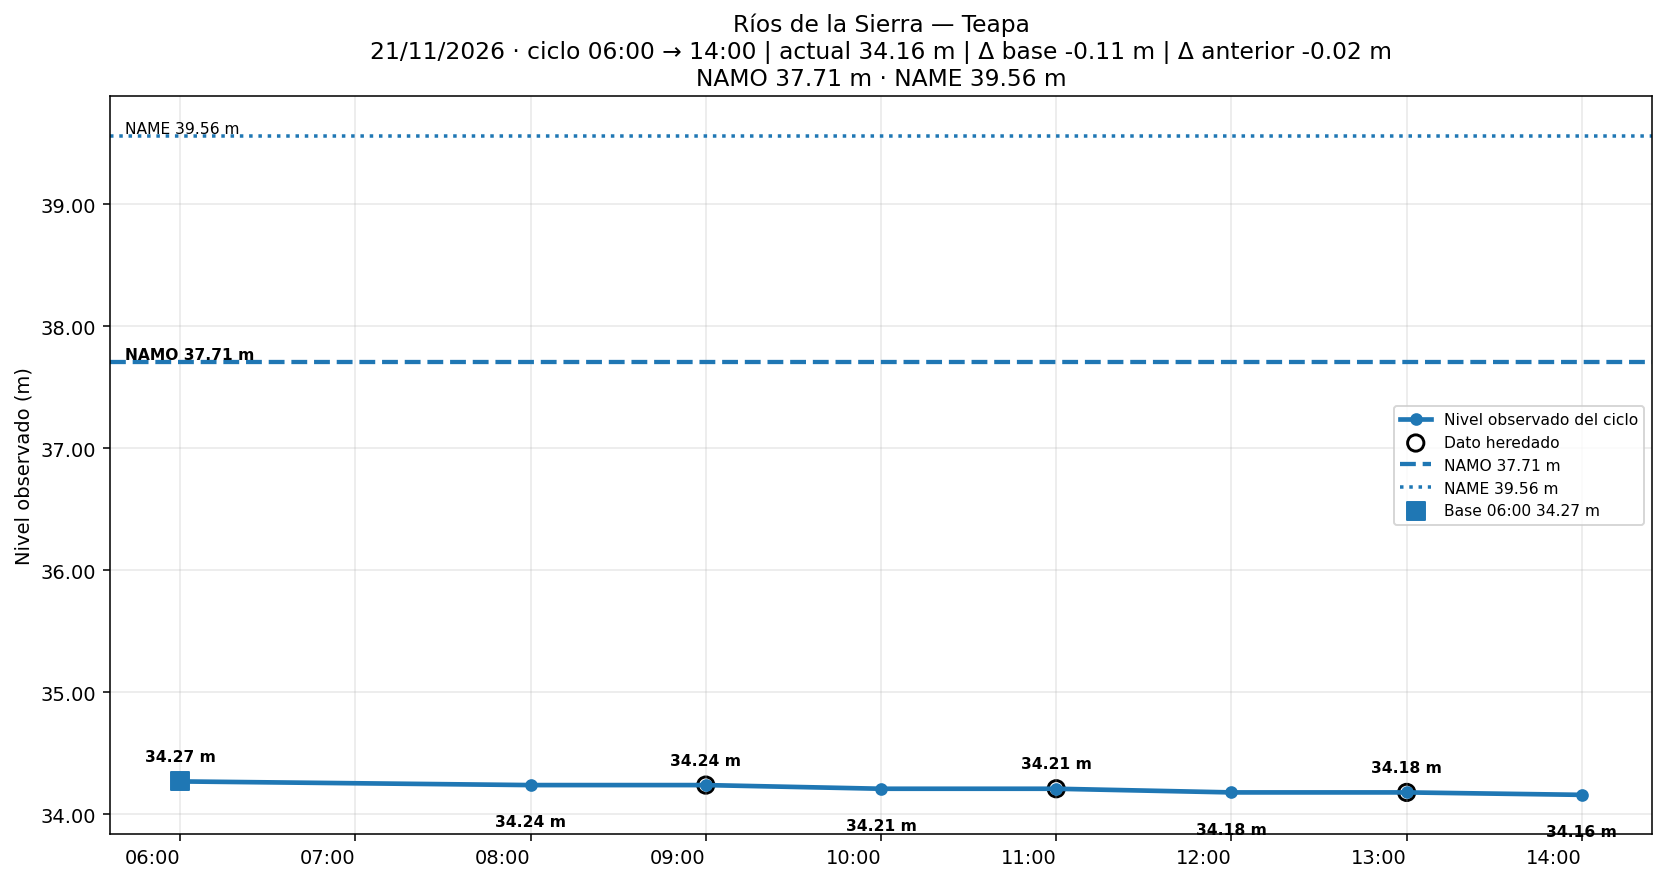 Ríos de la Sierra — Teapa
21/11/2026 · ciclo 06:00 → 14:00 | actual 34.16 m | Δ base -0.11 m | Δ anterior -0.02 m
NAMO 37.71 m · NAME 39.56 m
NAME 39.56 m
39.00
38.00
NAMO 37.71 m
Nivel observado (m)
37.00
36.00
35.00
34.00
Nivel observado del ciclo
Dato heredado
NAMO 37.71 m
NAME 39.56 m
Base 06:00 34.27 m
34.27 m
34.24 m
34.24 m
34.21 m
34.21 m
34.18 m
34.18 m
34.16 m
06:00
07:00
08:00
09:00
10:00
11:00
12:00
13:00
14:00